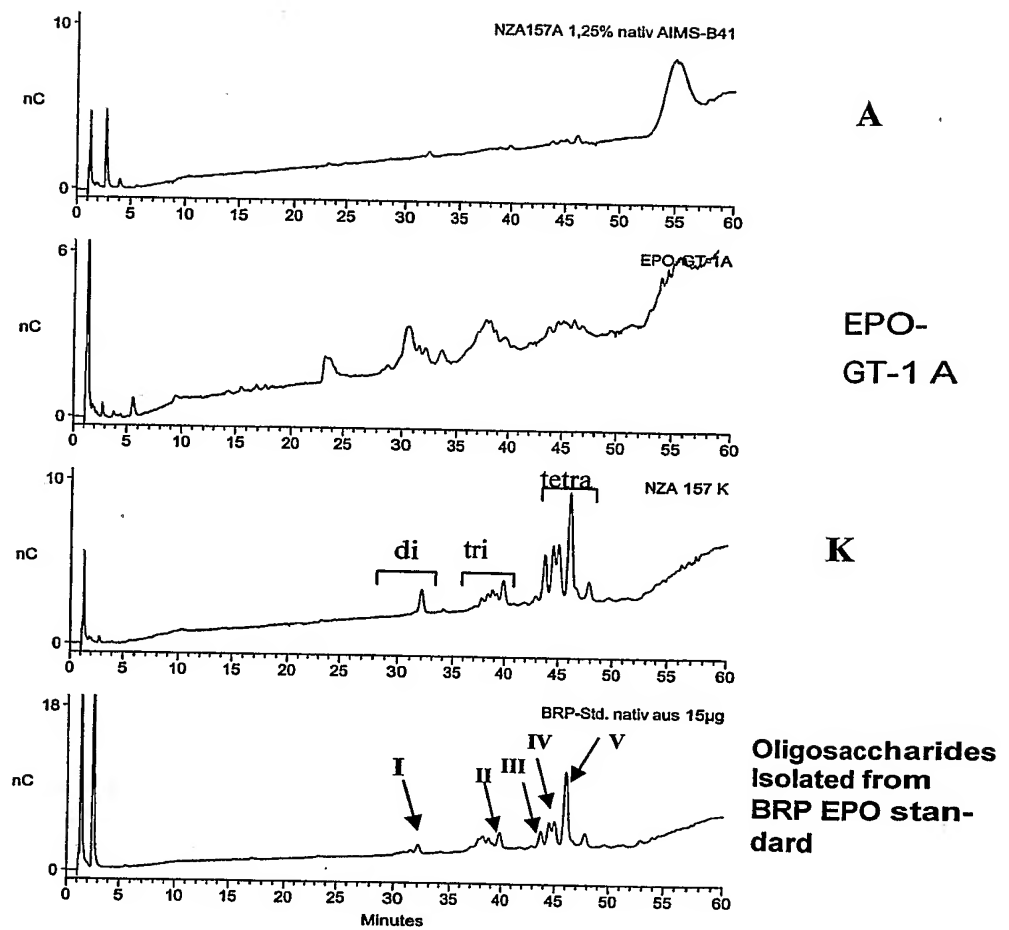 10
NZA157A 1,25% nativ AIMS-B41
nC
A
0
0 5 10 15 20 25 30 35 40 45 50 55 60
6
EPO-GT-1A
nC
EPO-
GT-1 A
0
0 5 10 15 20 25 30 35 40 45 50 55 60
10
tetra
NZA 157 K
di
tri
nC
K
0
0 5 10 15 20 25 30 35 40 45 50 55 60
18
BRP-Std. nativ aus 15µg
IV
V
I
II
III
nC
Oligosaccharides
Isolated from
BRP EPO stan-
dard
0
0 5 10 15 20 25 30 35 40 45 50 55 60
Minutes